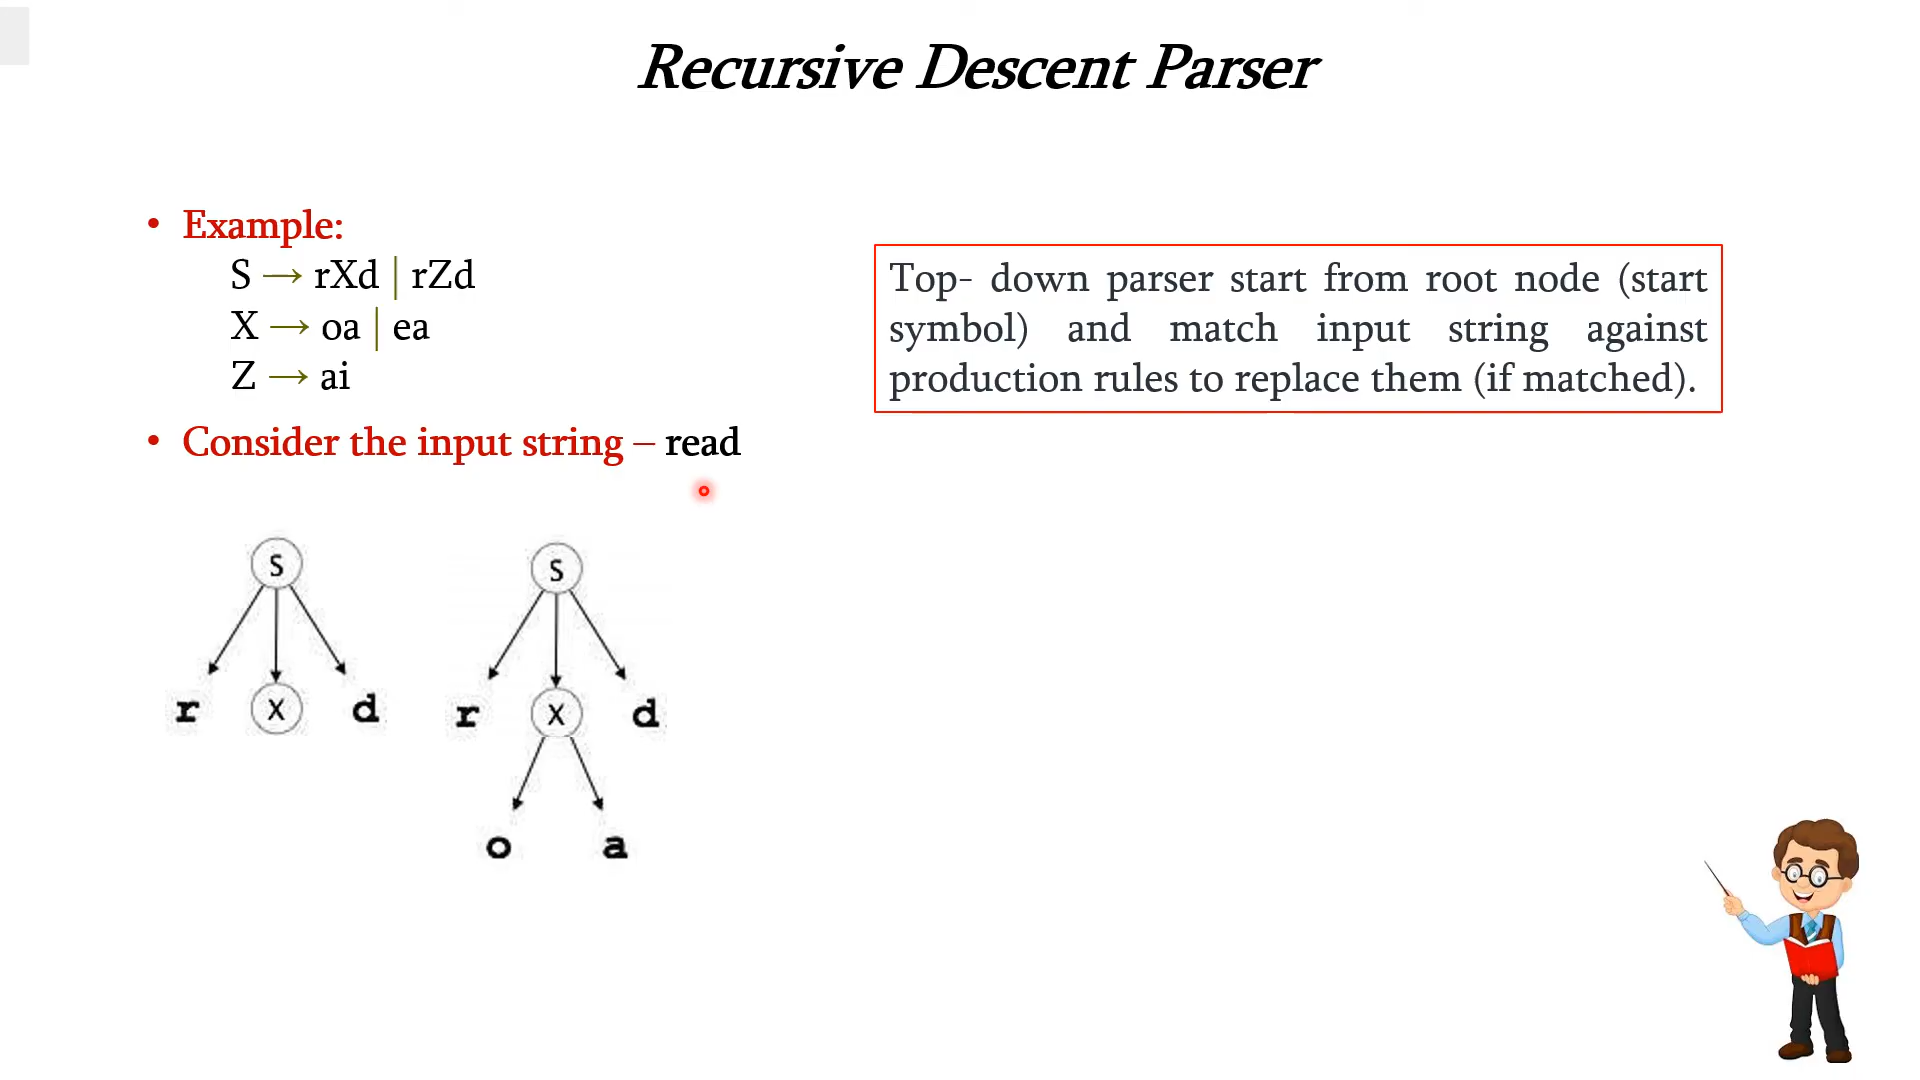 Recursive Descent Parser
• Example:
S → rXd | rZd
X → oa | ea
Z → ai
• Consider the input string – read
Top- down parser start from root node (start
symbol) and match input string against
production rules to replace them (if matched).
S
r X d
S
r X d
o a